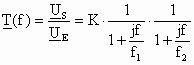 T(f) = U_S / U_E = K · 1 / (1 + jf / f_1) · 1 / (1 + jf / f_2)